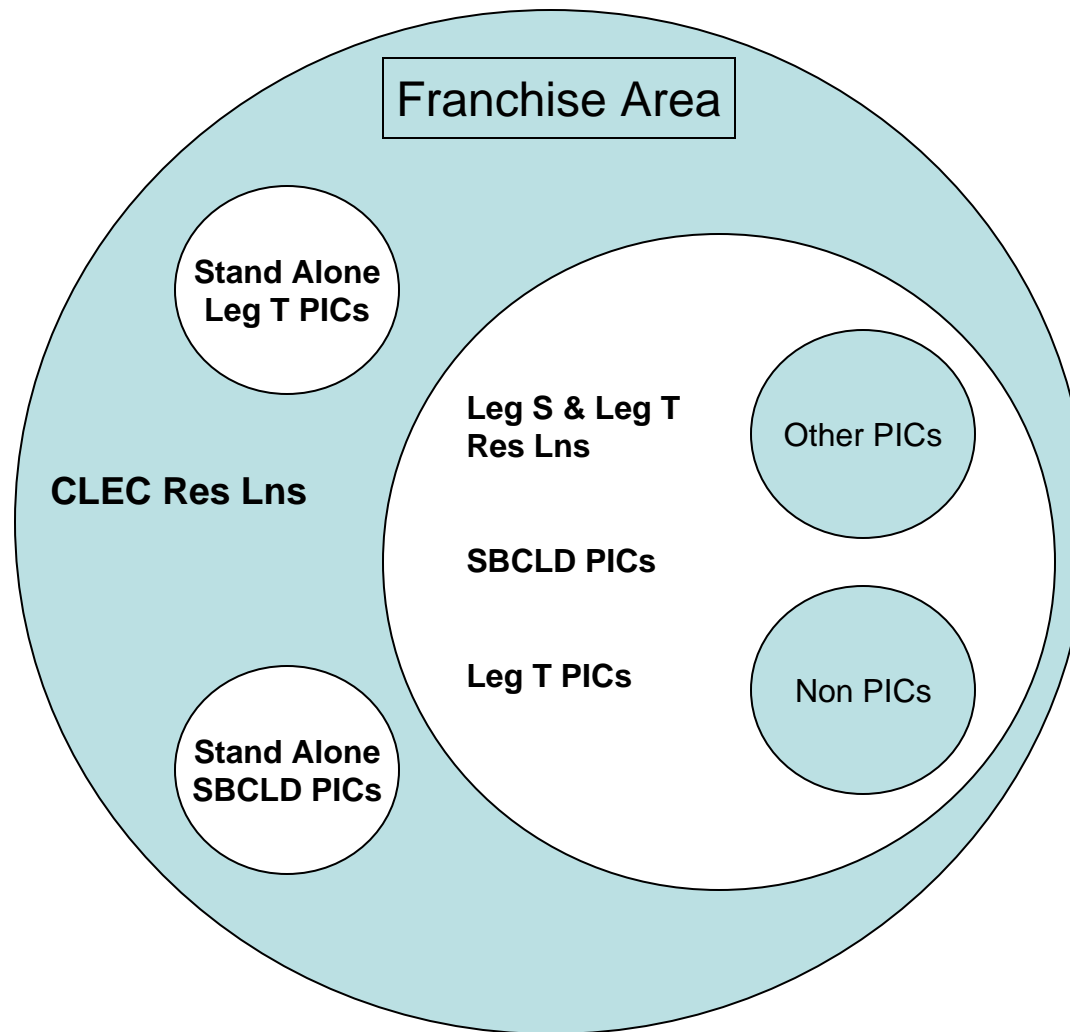 Franchise Area
Stand Alone
Leg T PICs
Leg S & Leg T
Res Lns
Other PICs
CLEC Res Lns
SBCLD PICs
Leg T PICs
Non PICs
Stand Alone
SBCLD PICs